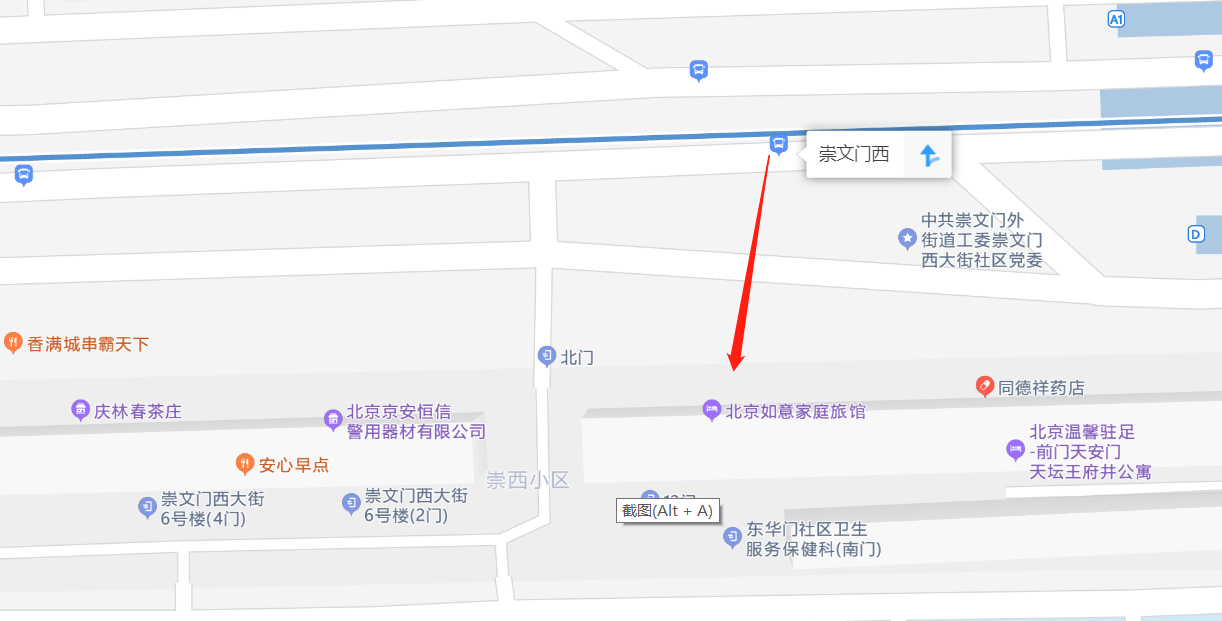 A1
崇文门西
中共崇文门外
街道工委崇文门
西大街社区党委
D
香满城串霸天下
北门
同德祥药店
庆林春茶庄
北京京安恒信
警用器材有限公司
北京如意家庭旅馆
北京温馨驻足
-前门天安门
天坛王府井公寓
安心早点
崇西小区
崇文门西大街
6号楼(4门)
崇文门西大街
6号楼(2门)
截图(Alt + A)
东华门社区卫生
服务保健科(南门)